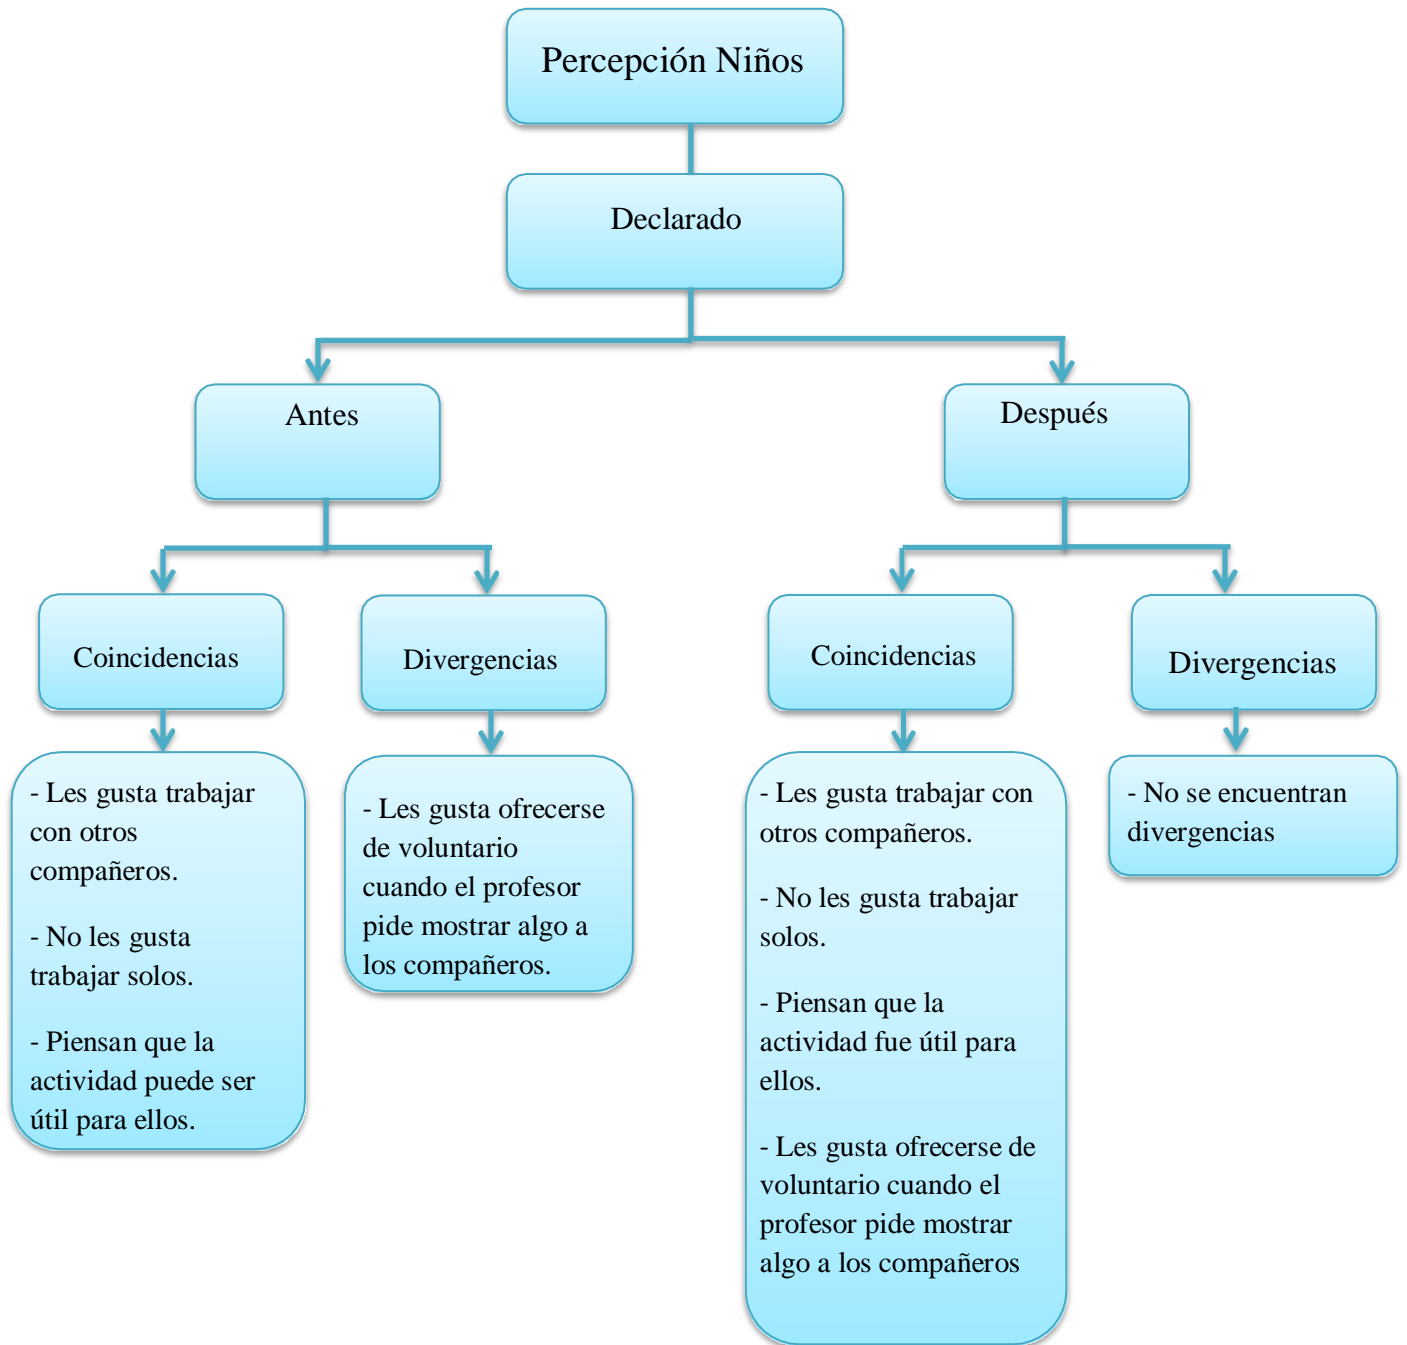 Percepción Niños
Declarado
Antes
Después
Coincidencias
Divergencias
Coincidencias
Divergencias
- Les gusta trabajar
con otros
compañeros.
- No les gusta
trabajar solos.
- Piensan que la
actividad puede ser
útil para ellos.
- Les gusta ofrecerse
de voluntario
cuando el profesor
pide mostrar algo a
los compañeros.
- Les gusta trabajar con
otros compañeros.
- No les gusta trabajar
solos.
- Piensan que la
actividad fue útil para
ellos.
- Les gusta ofrecerse de
voluntario cuando el
profesor pide mostrar
algo a los compañeros
- No se encuentran
divergencias